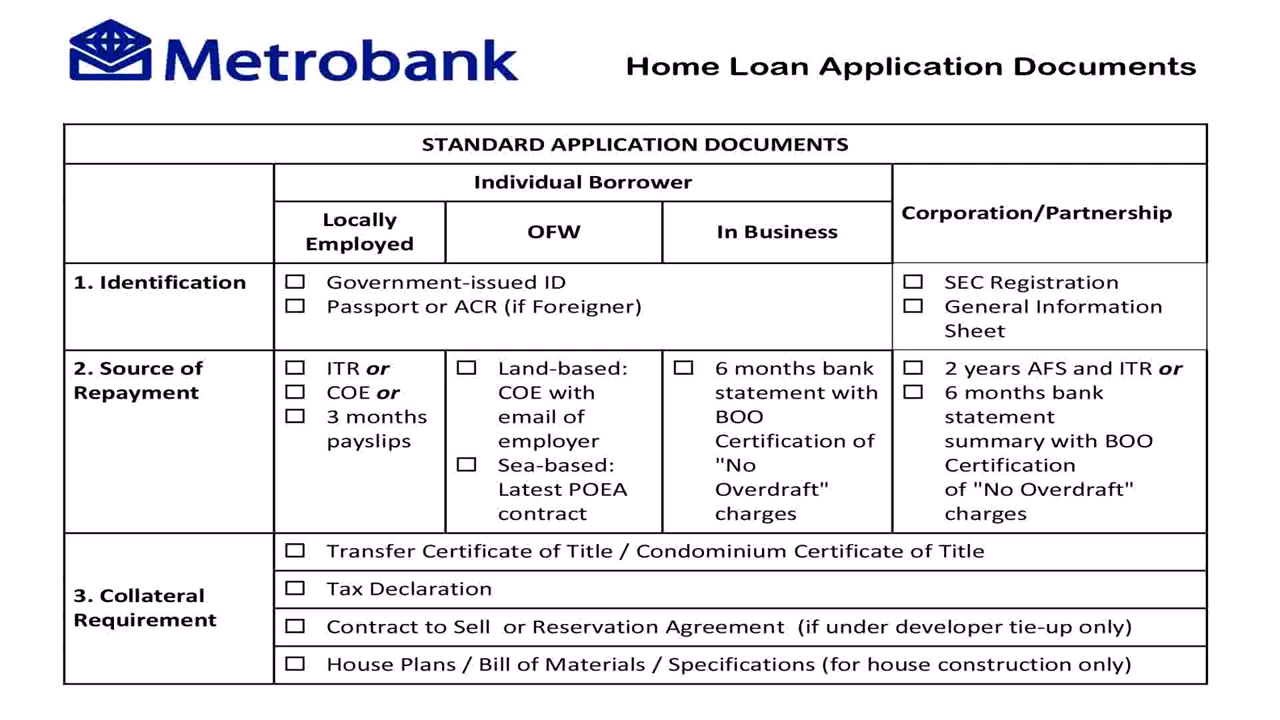 Metrobank
Home Loan Application Documents
STANDARD APPLICATION DOCUMENTS
Individual Borrower
Corporation/Partnership
Locally
Employed
OFW
In Business
1. Identification
Government-issued ID
Passport or ACR (if Foreigner)
SEC Registration
General Information
Sheet
2. Source of
Repayment
ITR or
COE or
3 months
payslips
Land-based:
COE with
email of
employer
Sea-based:
Latest POEA
contract
6 months bank
statement with
BOO
Certification of
"No
Overdraft"
charges
2 years AFS and ITR or
6 months bank
statement
summary with BOO
Certification
of "No Overdraft"
charges
3. Collateral
Requirement
Transfer Certificate of Title / Condominium Certificate of Title
Tax Declaration
Contract to Sell  or Reservation Agreement  (if under developer tie-up only)
House Plans / Bill of Materials / Specifications (for house construction only)